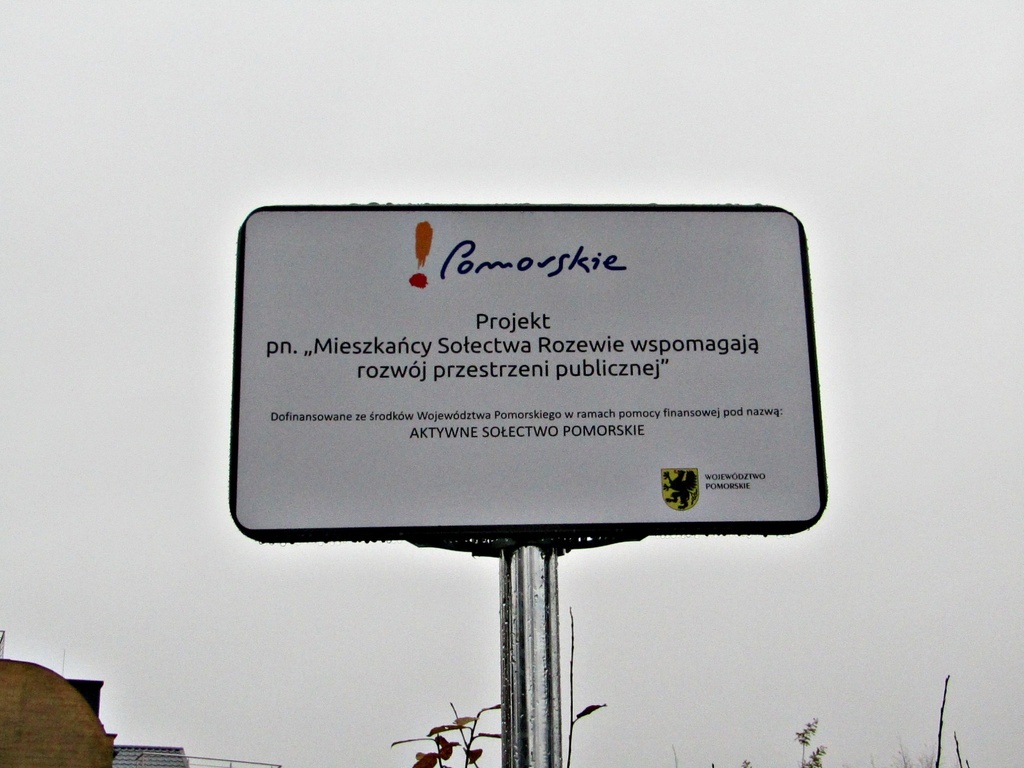 ! Pomorskie
Projekt
pn. „Mieszkańcy Sołectwa Rozewie wspomagają
rozwój przestrzeni publicznej”
Dofinansowane ze środków Województwa Pomorskiego w ramach pomocy finansowej pod nazwą:
AKTYWNE SOŁECTWO POMORSKIE
WOJEWÓDZTWO
POMORSKIE